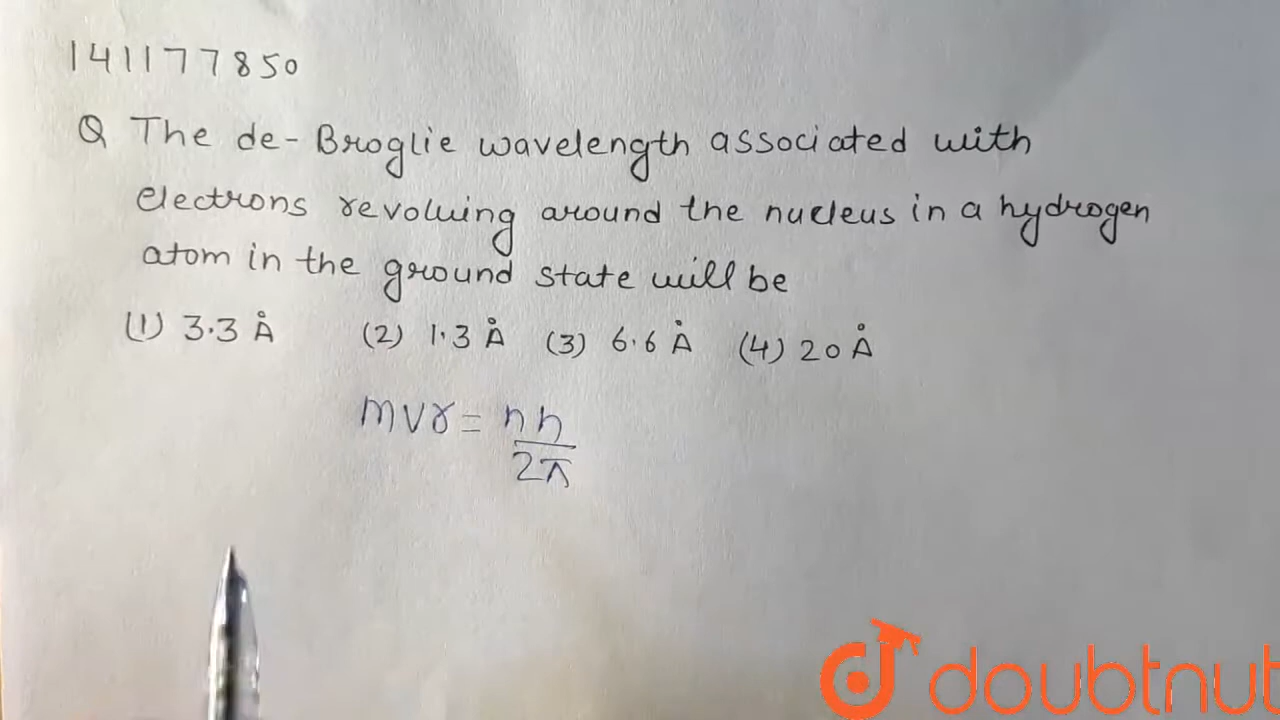 141177850
Q The de-Broglie wavelength associated with
electrons revolving around the nucleus in a hydrogen
atom in the ground state will be
(1) 3.3 Å (2) 1.3 Å (3) 6.6 Å (4) 20 Å
mvr = nh
2π
doubtnut